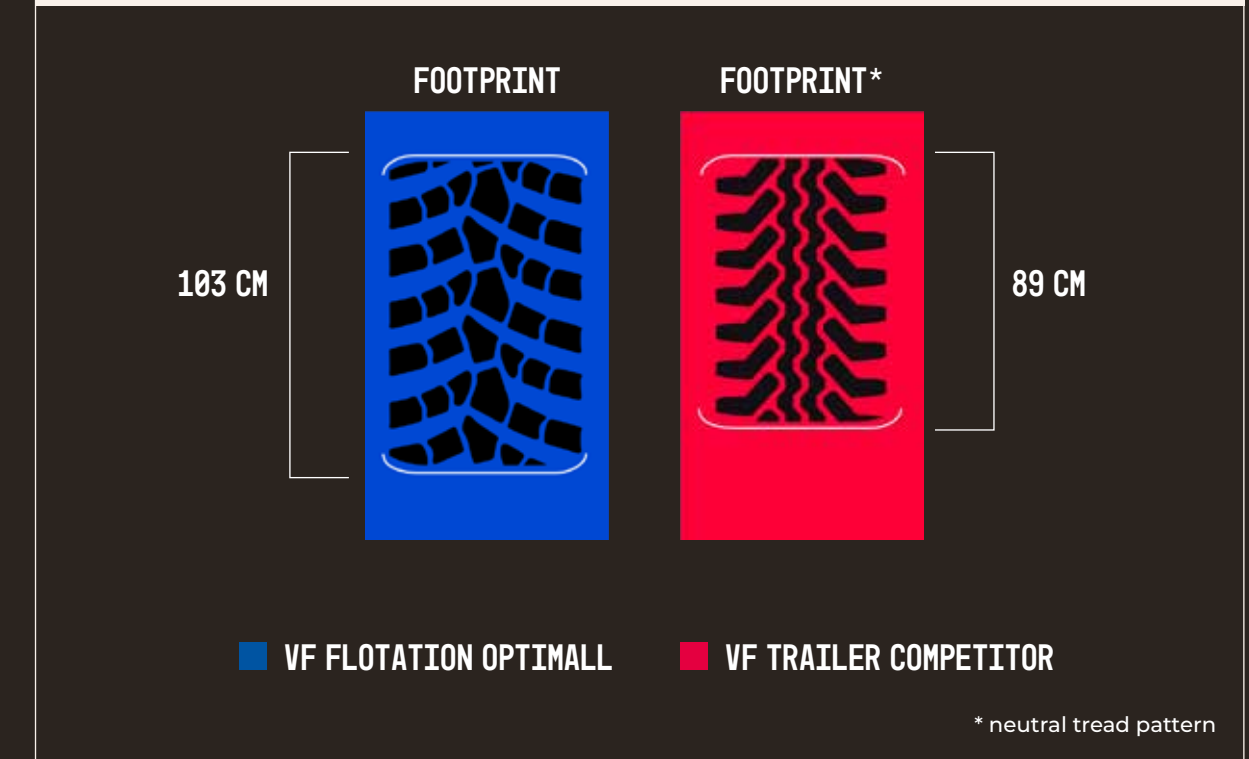 FOOTPRINT
FOOTPRINT*
103 CM
89 CM
VF FLOTATION OPTIMALL
VF TRAILER COMPETITOR
* neutral tread pattern